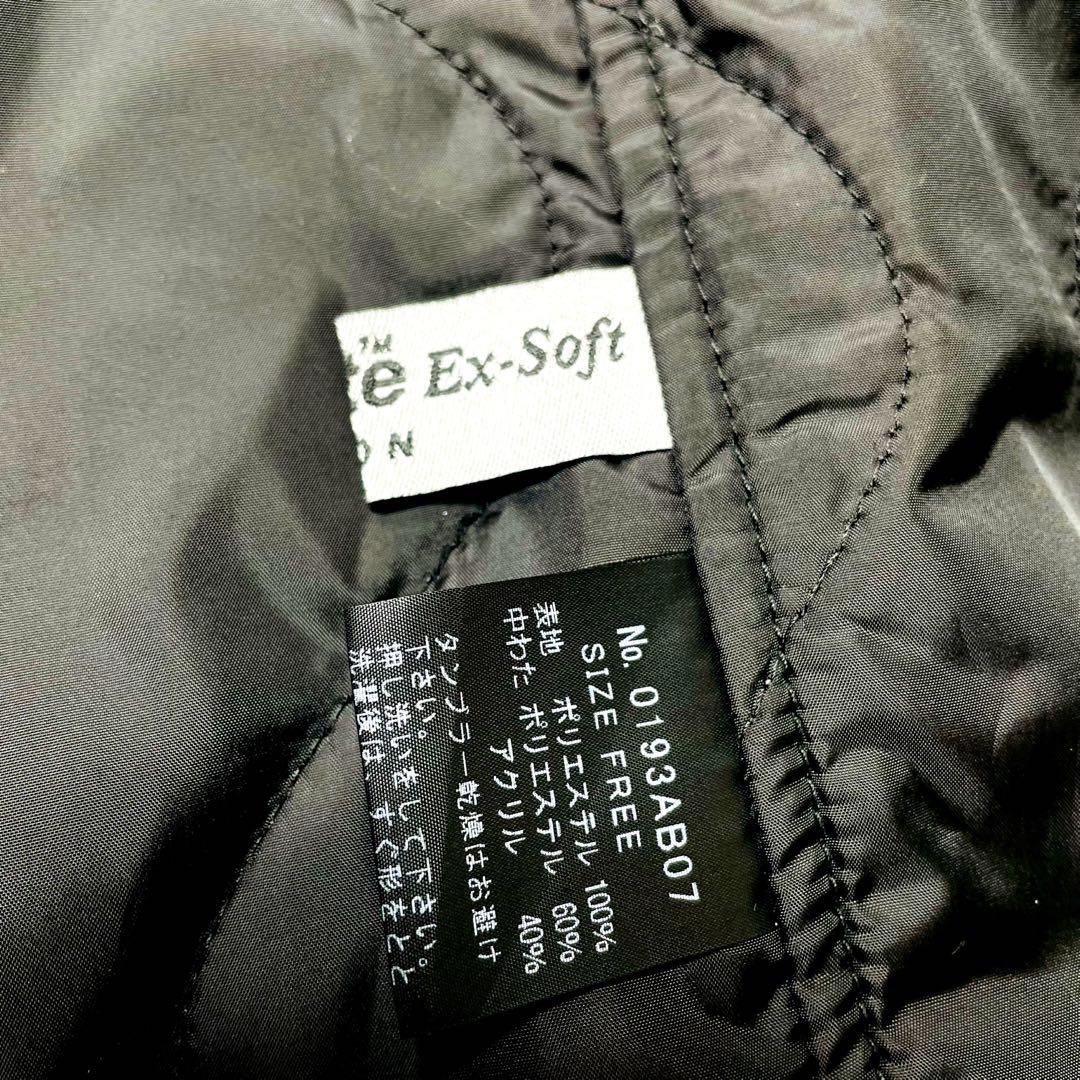 te™ Ex-Soft
ON
No. 0193AB07
SIZE FREE
表地 ポリエステル 100%
中わた ポリエステル 60%
アクリル 40%
タンブラー乾燥はお避け
下さい。
押し洗いをして下さい。
洗濯後は、すぐ形をとと